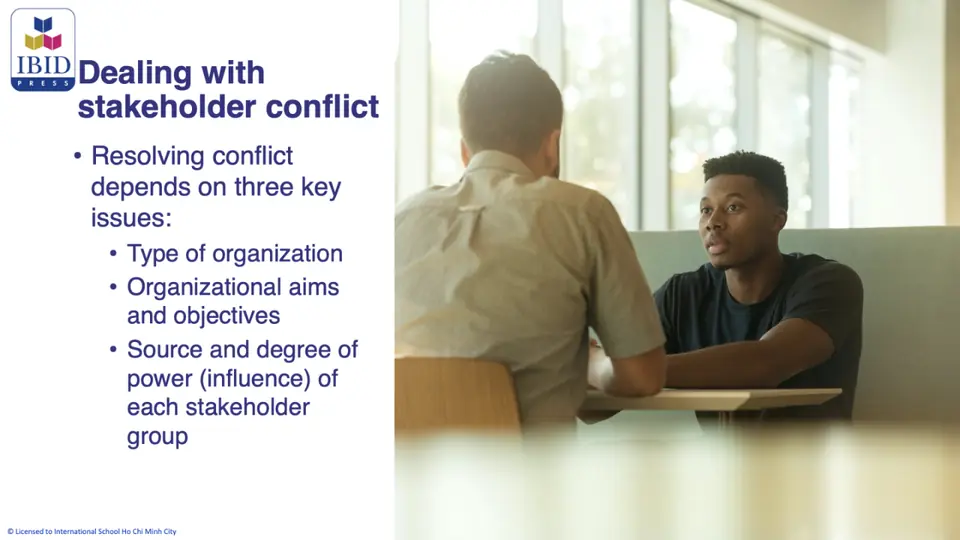 IBID
PRESS
Dealing with
stakeholder conflict
• Resolving conflict
depends on three key
issues:
• Type of organization
• Organizational aims
and objectives
• Source and degree of
power (influence) of
each stakeholder
group
© Licensed to International School Ho Chi Minh City